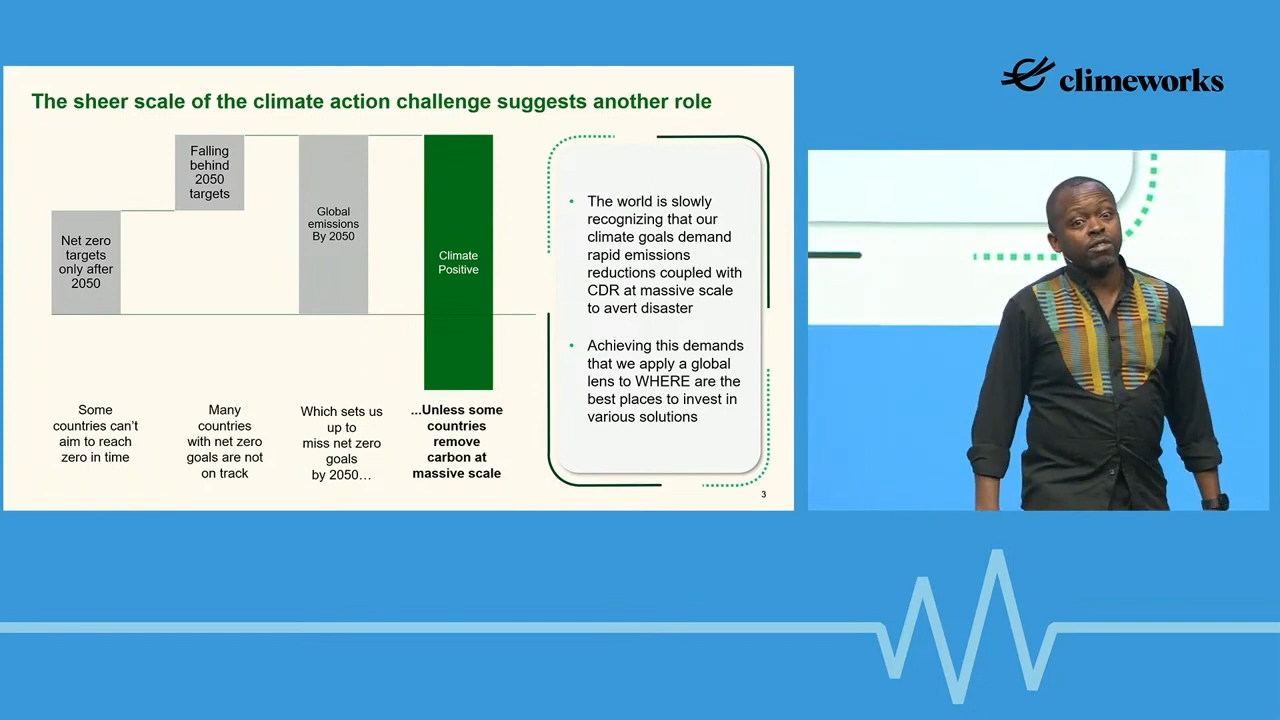 climeworks
The sheer scale of the climate action challenge suggests another role
Net zero
targets
only after
2050
Falling
behind
2050
targets
Global
emissions
By 2050
Climate
Positive
Some
countries can't
aim to reach
zero in time
Many
countries
with net zero
goals are not
on track
Which sets us
up to
miss net zero
goals
by 2050…
...Unless some
countries
remove
carbon at
massive scale
• The world is slowly
recognizing that our
climate goals demand
rapid emissions
reductions coupled with
CDR at massive scale
to avert disaster
• Achieving this demands
that we apply a global
lens to WHERE are the
best places to invest in
various solutions
3